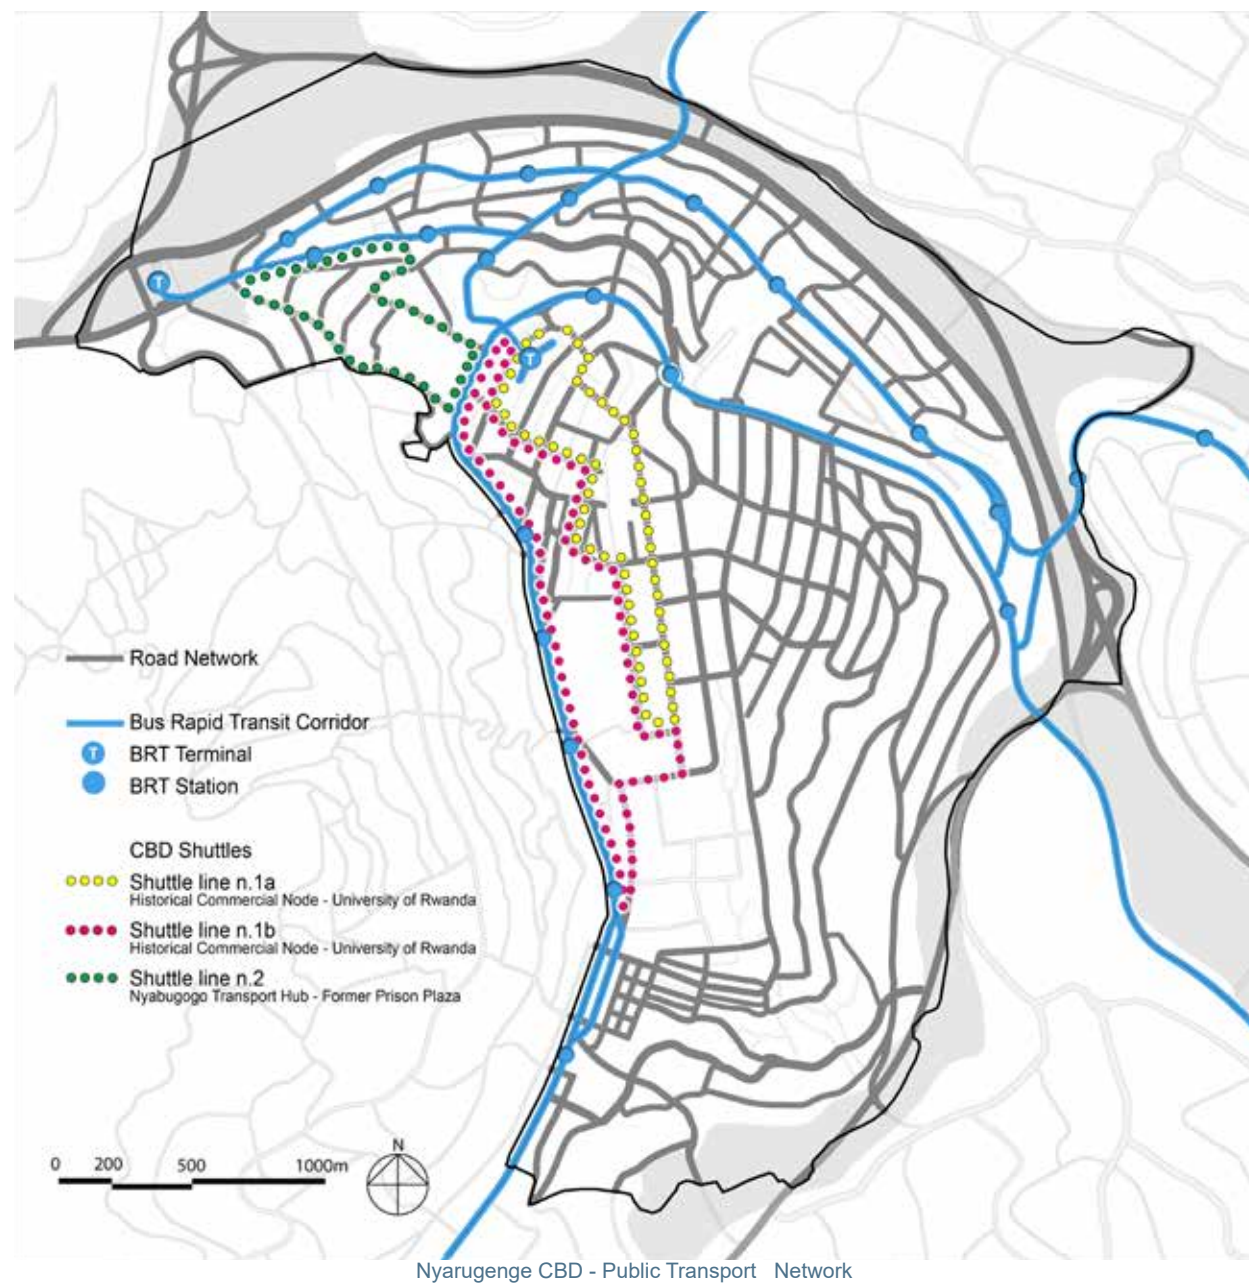 T
T
Road Network
Bus Rapid Transit Corridor
T BRT Terminal
BRT Station
CBD Shuttles
Shuttle line n.1a
Historical Commercial Node - University of Rwanda
Shuttle line n.1b
Historical Commercial Node - University of Rwanda
Shuttle line n.2
Nyabugogo Transport Hub - Former Prison Plaza
N
0 200 500 1000m
Nyarugenge CBD - Public Transport Network